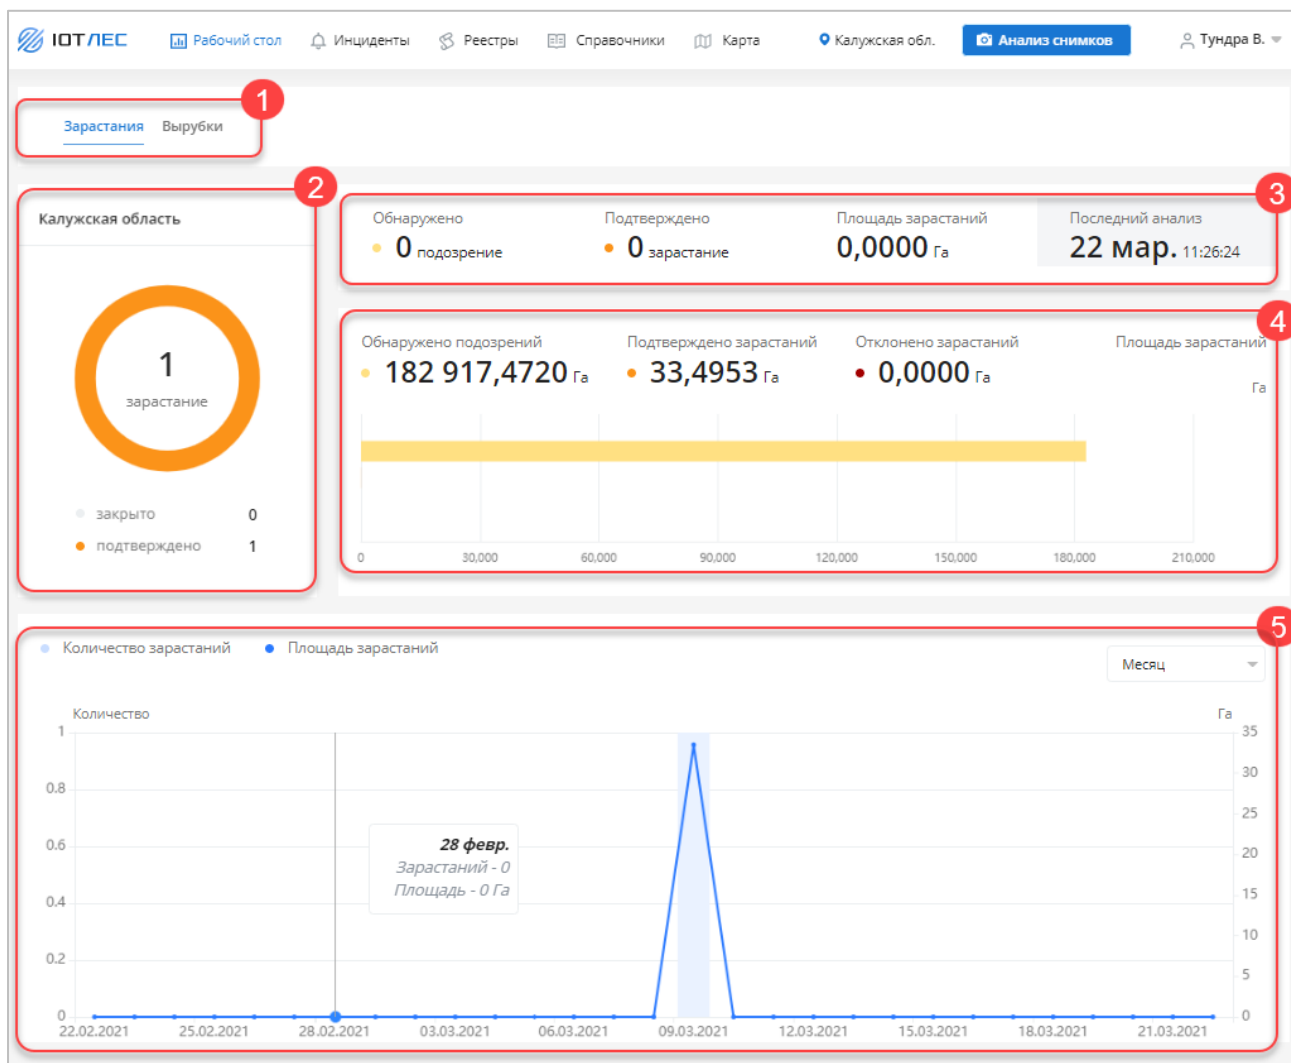 IOT ЛЕС Рабочий стол Инциденты Реестры Справочники Карта Калужская обл. Анализ снимков Тундра В.
1
Зарастания Вырубки
2
Калужская область
1
зарастание
закрыто 0
подтверждено 1
3
Обнаружено Подтверждено Площадь зарастаний Последний анализ
0 подозрение 0 зарастание 0,0000 Га 22 мар. 11:26:24
4
Обнаружено подозрений Подтверждено зарастаний Отклонено зарастаний Площадь зарастаний
182 917,4720 Га 33,4953 Га 0,0000 Га Га
0 30,000 60,000 90,000 120,000 150,000 180,000 210,000
5
Количество зарастаний Площадь зарастаний
Месяц
Количество Га
1 35
30
0.8
25
0.6
20
0.4
15
10
0.2
5
0 0
28 февр.
Зарастаний - 0
Площадь - 0 Га
22.02.2021 25.02.2021 28.02.2021 03.03.2021 06.03.2021 09.03.2021 12.03.2021 15.03.2021 18.03.2021 21.03.2021